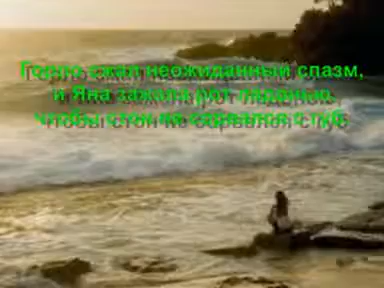 Горло сжал неожиданный спазм,
и Яна зажала рот ладонью,
чтобы стон не сорвался с губ.